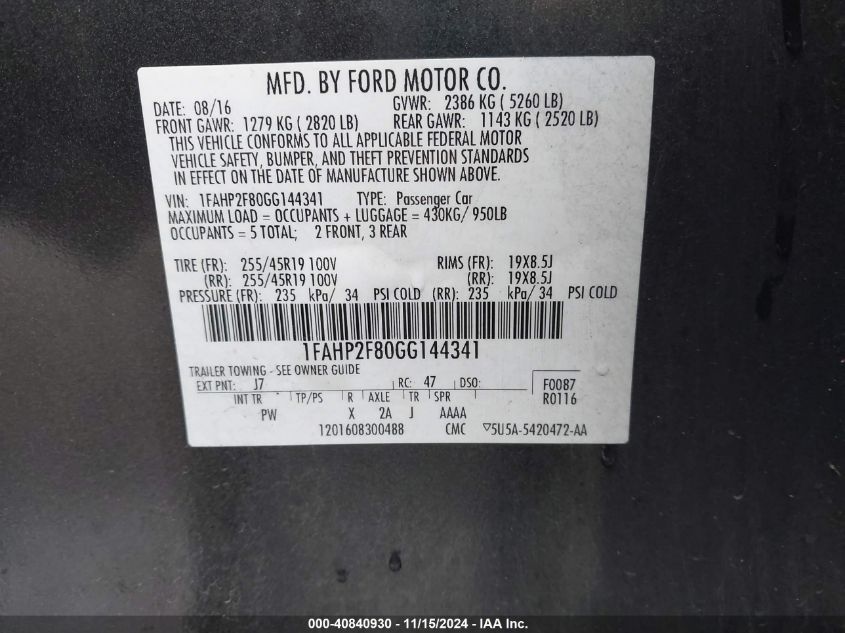 MFD. BY FORD MOTOR CO.
DATE: 08/16 GVWR: 2386 KG ( 5260 LB)
FRONT GAWR: 1279 KG ( 2820 LB) REAR GAWR: 1143 KG ( 2520 LB)
THIS VEHICLE CONFORMS TO ALL APPLICABLE FEDERAL MOTOR
VEHICLE SAFETY, BUMPER, AND THEFT PREVENTION STANDARDS
IN EFFECT ON THE DATE OF MANUFACTURE SHOWN ABOVE.
VIN: 1FAHP2F80GG144341 TYPE: Passenger Car
MAXIMUM LOAD = OCCUPANTS + LUGGAGE = 430KG/ 950LB
OCCUPANTS = 5 TOTAL; 2 FRONT, 3 REAR
TIRE (FR): 255/45R19 100V RIMS (FR): 19X8.5J
(RR): 255/45R19 100V (RR): 19X8.5J
PRESSURE (FR): 235 kPa/ 34 PSI COLD (RR): 235 kPa/ 34 PSI COLD
1FAHP2F80GG144341
TRAILER TOWING - SEE OWNER GUIDE
EXT PNT: J7 RC: 47 DSO: F0087
INT TR TP/PS R AXLE TR SPR R0116
PW X 2A J AAAA
1201608300488 CMC ▽5U5A-5420472-AA
000-40840930 - 11/15/2024 - IAA Inc.